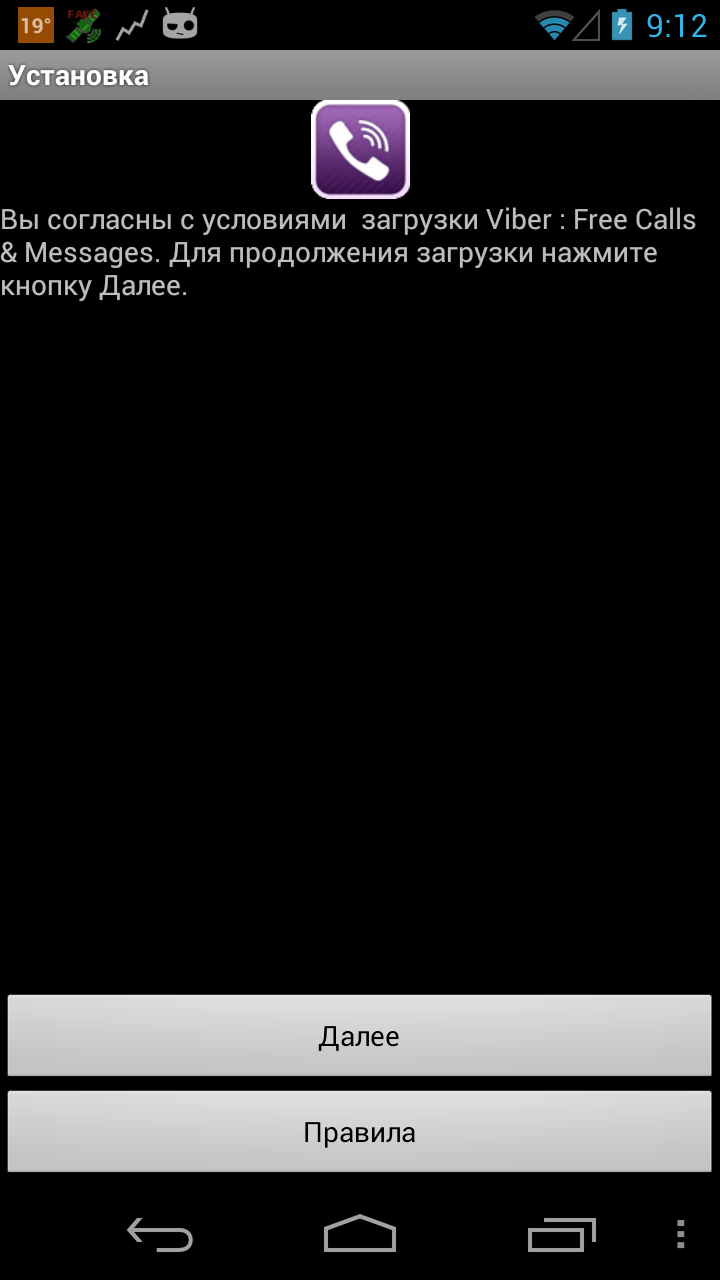 19°
FAKE
9:12
Установка
Вы согласны с условиями  загрузки Viber : Free Calls
& Messages. Для продолжения загрузки нажмите
кнопку Далее.
Далее
Правила